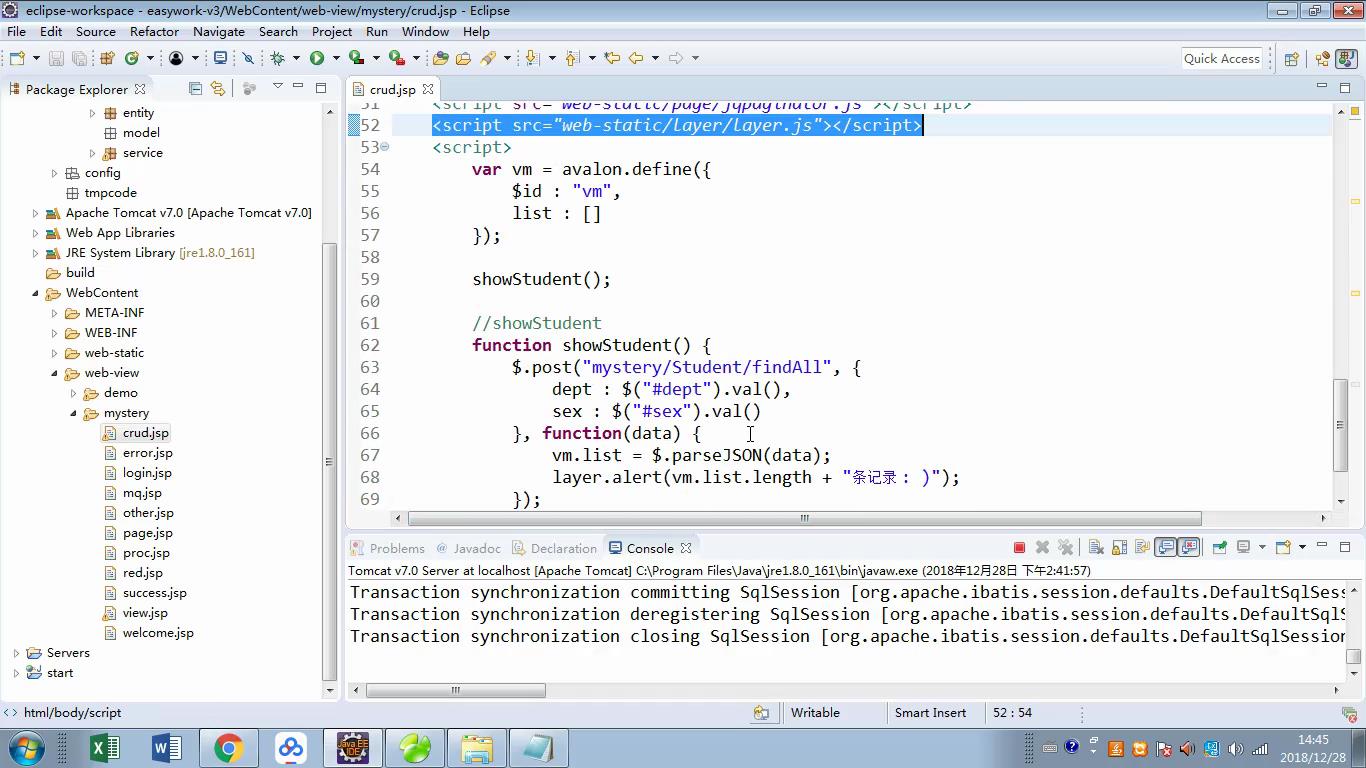 eclipse-workspace - easywork-v3/WebContent/web-view/mystery/crud.jsp - Eclipse
File Edit Source Refactor Navigate Search Project Run Window Help
Quick Access
Package Explorer
crud.jsp
entity
model
service
config
tmpcode
Apache Tomcat v7.0 [Apache Tomcat v7.0]
Web App Libraries
JRE System Library [jre1.8.0_161]
build
WebContent
META-INF
WEB-INF
web-static
web-view
demo
mystery
crud.jsp
error.jsp
login.jsp
mq.jsp
other.jsp
page.jsp
proc.jsp
red.jsp
success.jsp
view.jsp
welcome.jsp
Servers
start
51 <script src="web-static/page/jqpaginator.js"></script>
52 <script src="web-static/layer/layer.js"></script>
53 <script>
54 var vm = avalon.define({
55 $id : "vm",
56 list : []
57 });
58
59 showStudent();
60
61 //showStudent
62 function showStudent() {
63 $.post("mystery/Student/findAll", {
64 dept : $("#dept").val(),
65 sex : $("#sex").val()
66 }, function(data) {
67 vm.list = $.parseJSON(data);
68 layer.alert(vm.list.length + "条记录：)");
69 });
Problems Javadoc Declaration Console
Tomcat v7.0 Server at localhost [Apache Tomcat] C:\Program Files\Java\jre1.8.0_161\bin\javaw.exe (2018年12月28日 下午2:41:57)
Transaction synchronization committing SqlSession [org.apache.ibatis.session.defaults.DefaultSqlSess
Transaction synchronization deregistering SqlSession [org.apache.ibatis.session.defaults.DefaultSqlSe
Transaction synchronization closing SqlSession [org.apache.ibatis.session.defaults.DefaultSqlSession
html/body/script
Writable
Smart Insert
52 : 54
Java EE
IDE
14:45
2018/12/28